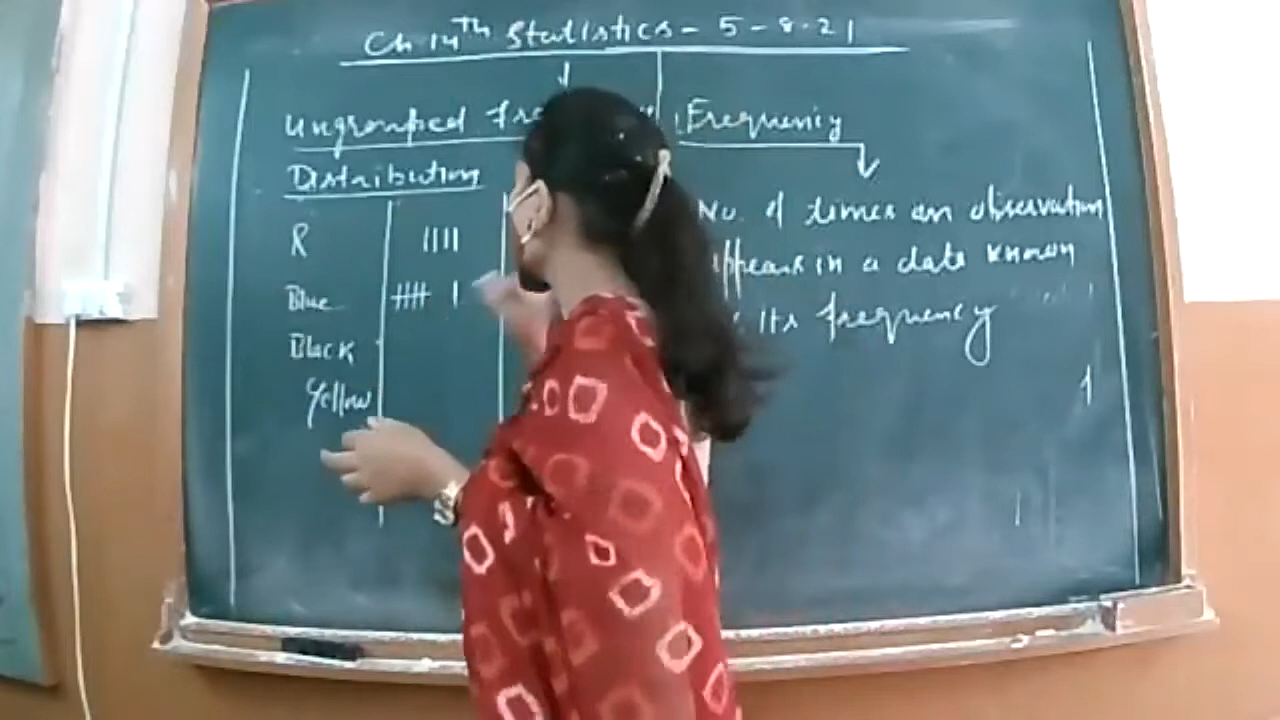 Ch 14th Statistics - 5-8-21
Ungrouped Fre
Distribution
R
Blue
Black
Yellow
Frequency
No. of times an observation
appears in a data known
Its frequency